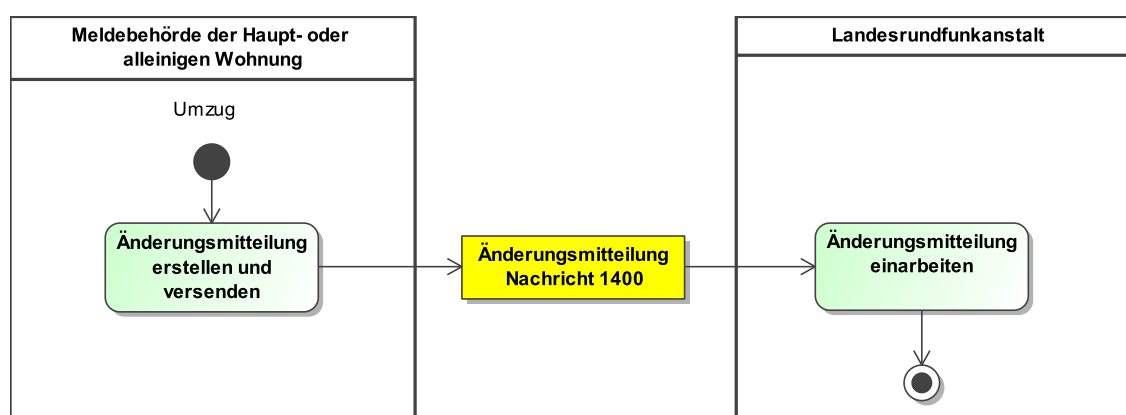 Meldebehörde der Haupt- oder
alleinigen Wohnung
Landesrundfunkanstalt
Umzug
Änderungsmitteilung
erstellen und
versenden
Änderungsmitteilung
Nachricht 1400
Änderungsmitteilung
einarbeiten